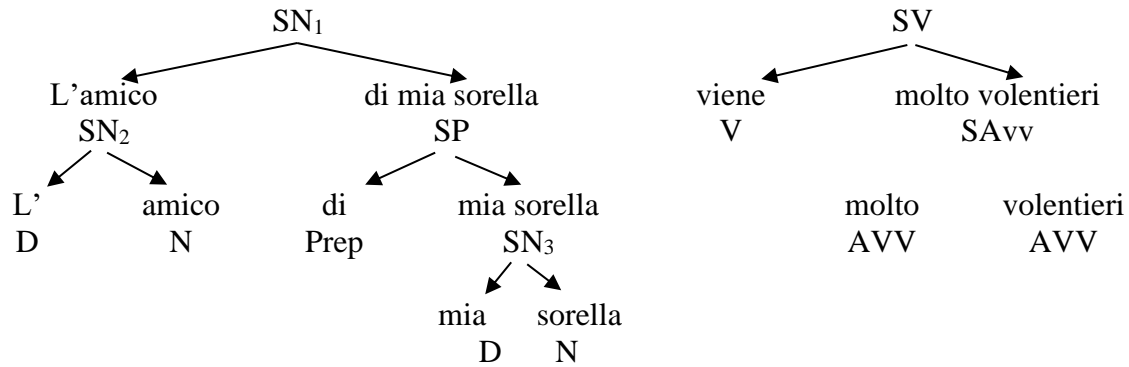 SN₁ SV
L’amico di mia sorella viene molto volentieri
SN₂ SP V SAvv
L’ amico di mia sorella molto volentieri
D N Prep SN₃ AVV AVV
mia sorella
D N